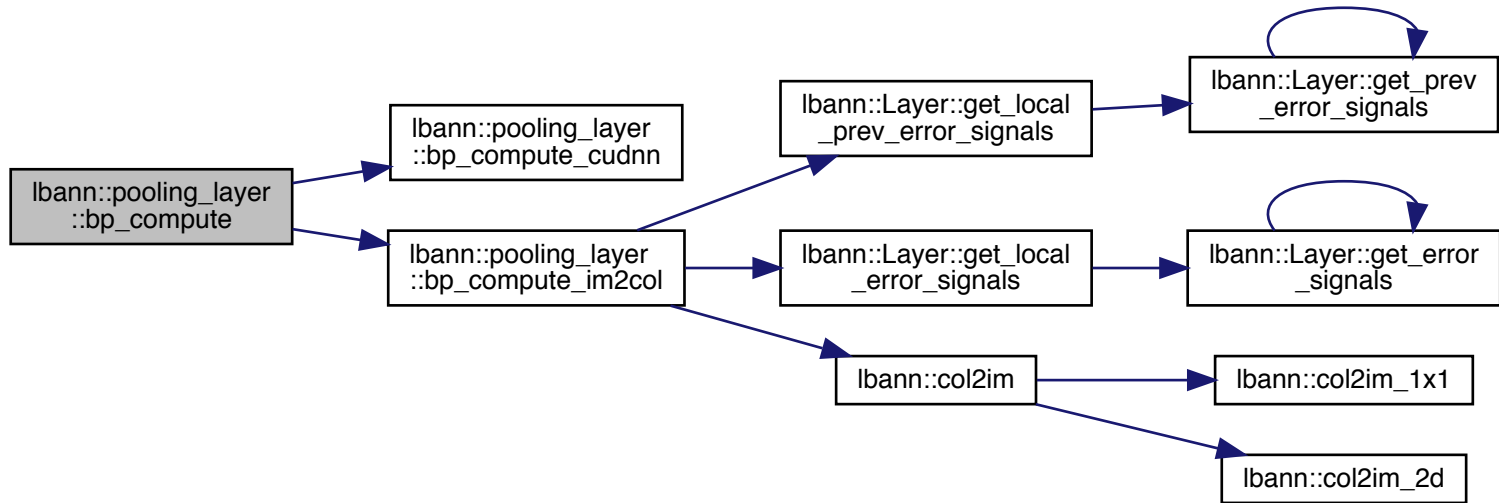 lbann::pooling_layer
::bp_compute
lbann::pooling_layer
::bp_compute_cudnn
lbann::pooling_layer
::bp_compute_im2col
lbann::Layer::get_local
_prev_error_signals
lbann::Layer::get_prev
_error_signals
lbann::Layer::get_local
_error_signals
lbann::Layer::get_error
_signals
lbann::col2im
lbann::col2im_1x1
lbann::col2im_2d